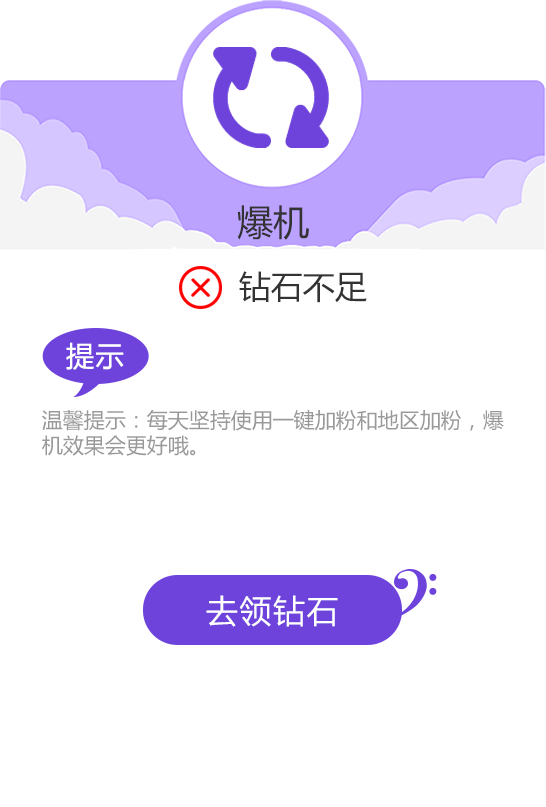 爆机
钻石不足
提示
温馨提示：每天坚持使用一键加粉和地区加粉，爆
机效果会更好哦。
去领钻石